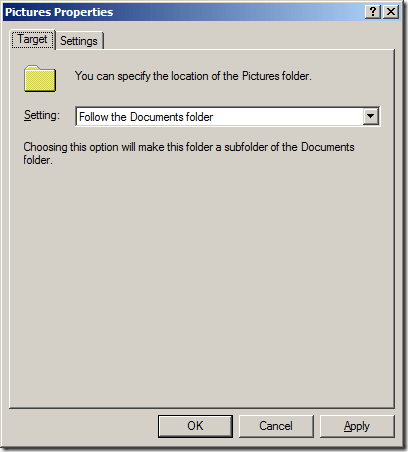 Pictures Properties
Target
Settings
You can specify the location of the Pictures folder.
Setting:
Follow the Documents folder
Choosing this option will make this folder a subfolder of the Documents
folder.
OK
Cancel
Apply